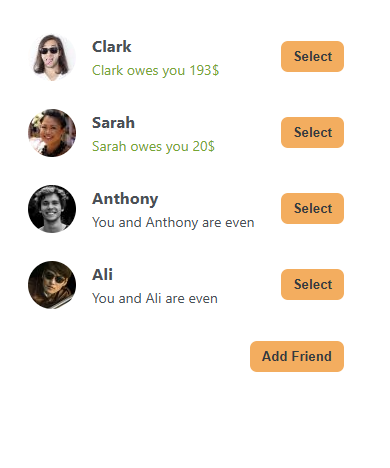 Clark
Clark owes you 193$
Select
Sarah
Sarah owes you 20$
Select
Anthony
You and Anthony are even
Select
Ali
You and Ali are even
Select
Add Friend